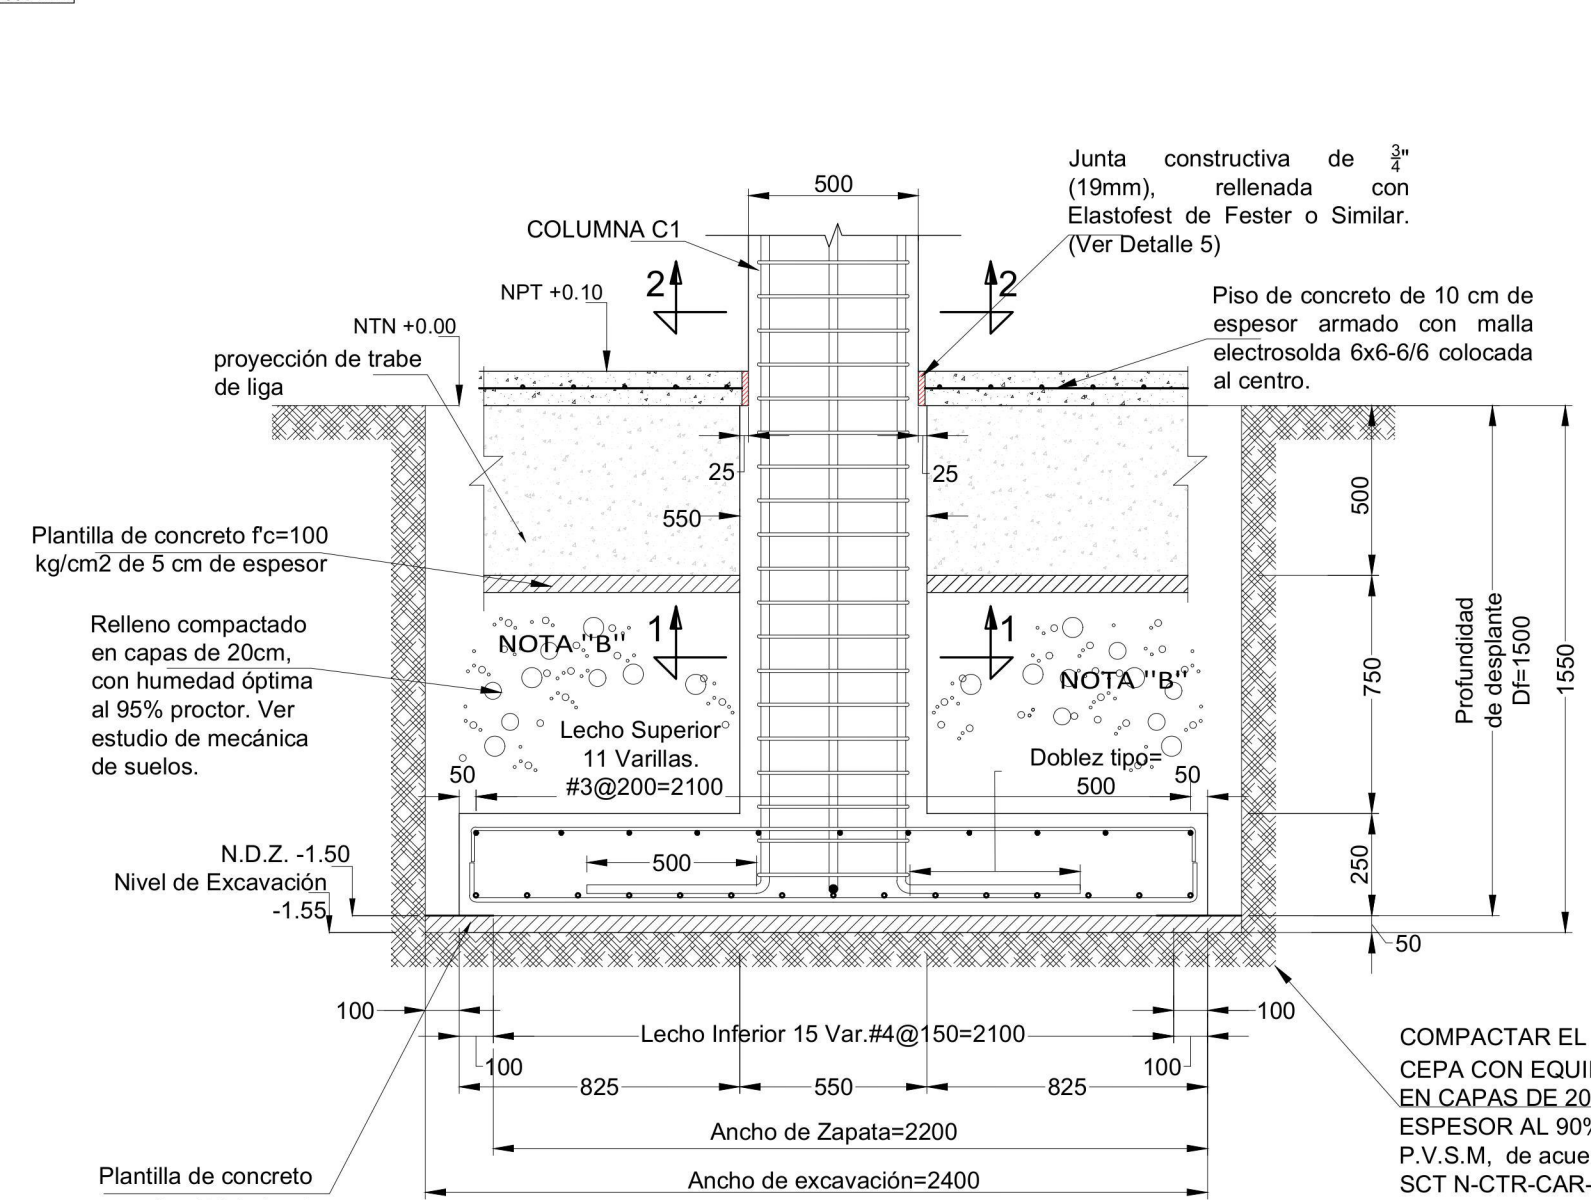 500
Junta constructiva de 3/4"
(19mm), rellenada con
Elastofest de Fester o Similar.
(Ver Detalle 5)
COLUMNA C1
2
2
NPT +0.10
Piso de concreto de 10 cm de
espesor armado con malla
electrosolda 6x6-6/6 colocada
al centro.
NTN +0.00
proyección de trabe
de liga
25
25
550
500
Plantilla de concreto f'c=100
kg/cm2 de 5 cm de espesor
Relleno compactado
en capas de 20cm,
con humedad óptima
al 95% proctor. Ver
estudio de mecánica
de suelos.
NOTA "B"
1
1
NOTA "B"
750
Profundidad
de desplante
Df=1500
1550
Lecho Superior
11 Varillas.
#3@200=2100
Doblez tipo=
500
50
50
500
250
N.D.Z. -1.50
Nivel de Excavación
-1.55
50
100
100
Lecho Inferior 15 Var.#4@150=2100
100
100
825
550
825
Ancho de Zapata=2200
Ancho de excavación=2400
Plantilla de concreto
COMPACTAR EL
CEPA CON
EN CAPAS DE 20
ESPESOR AL 90%
P.V.S.M, de
SCT N-CTR-CAR-